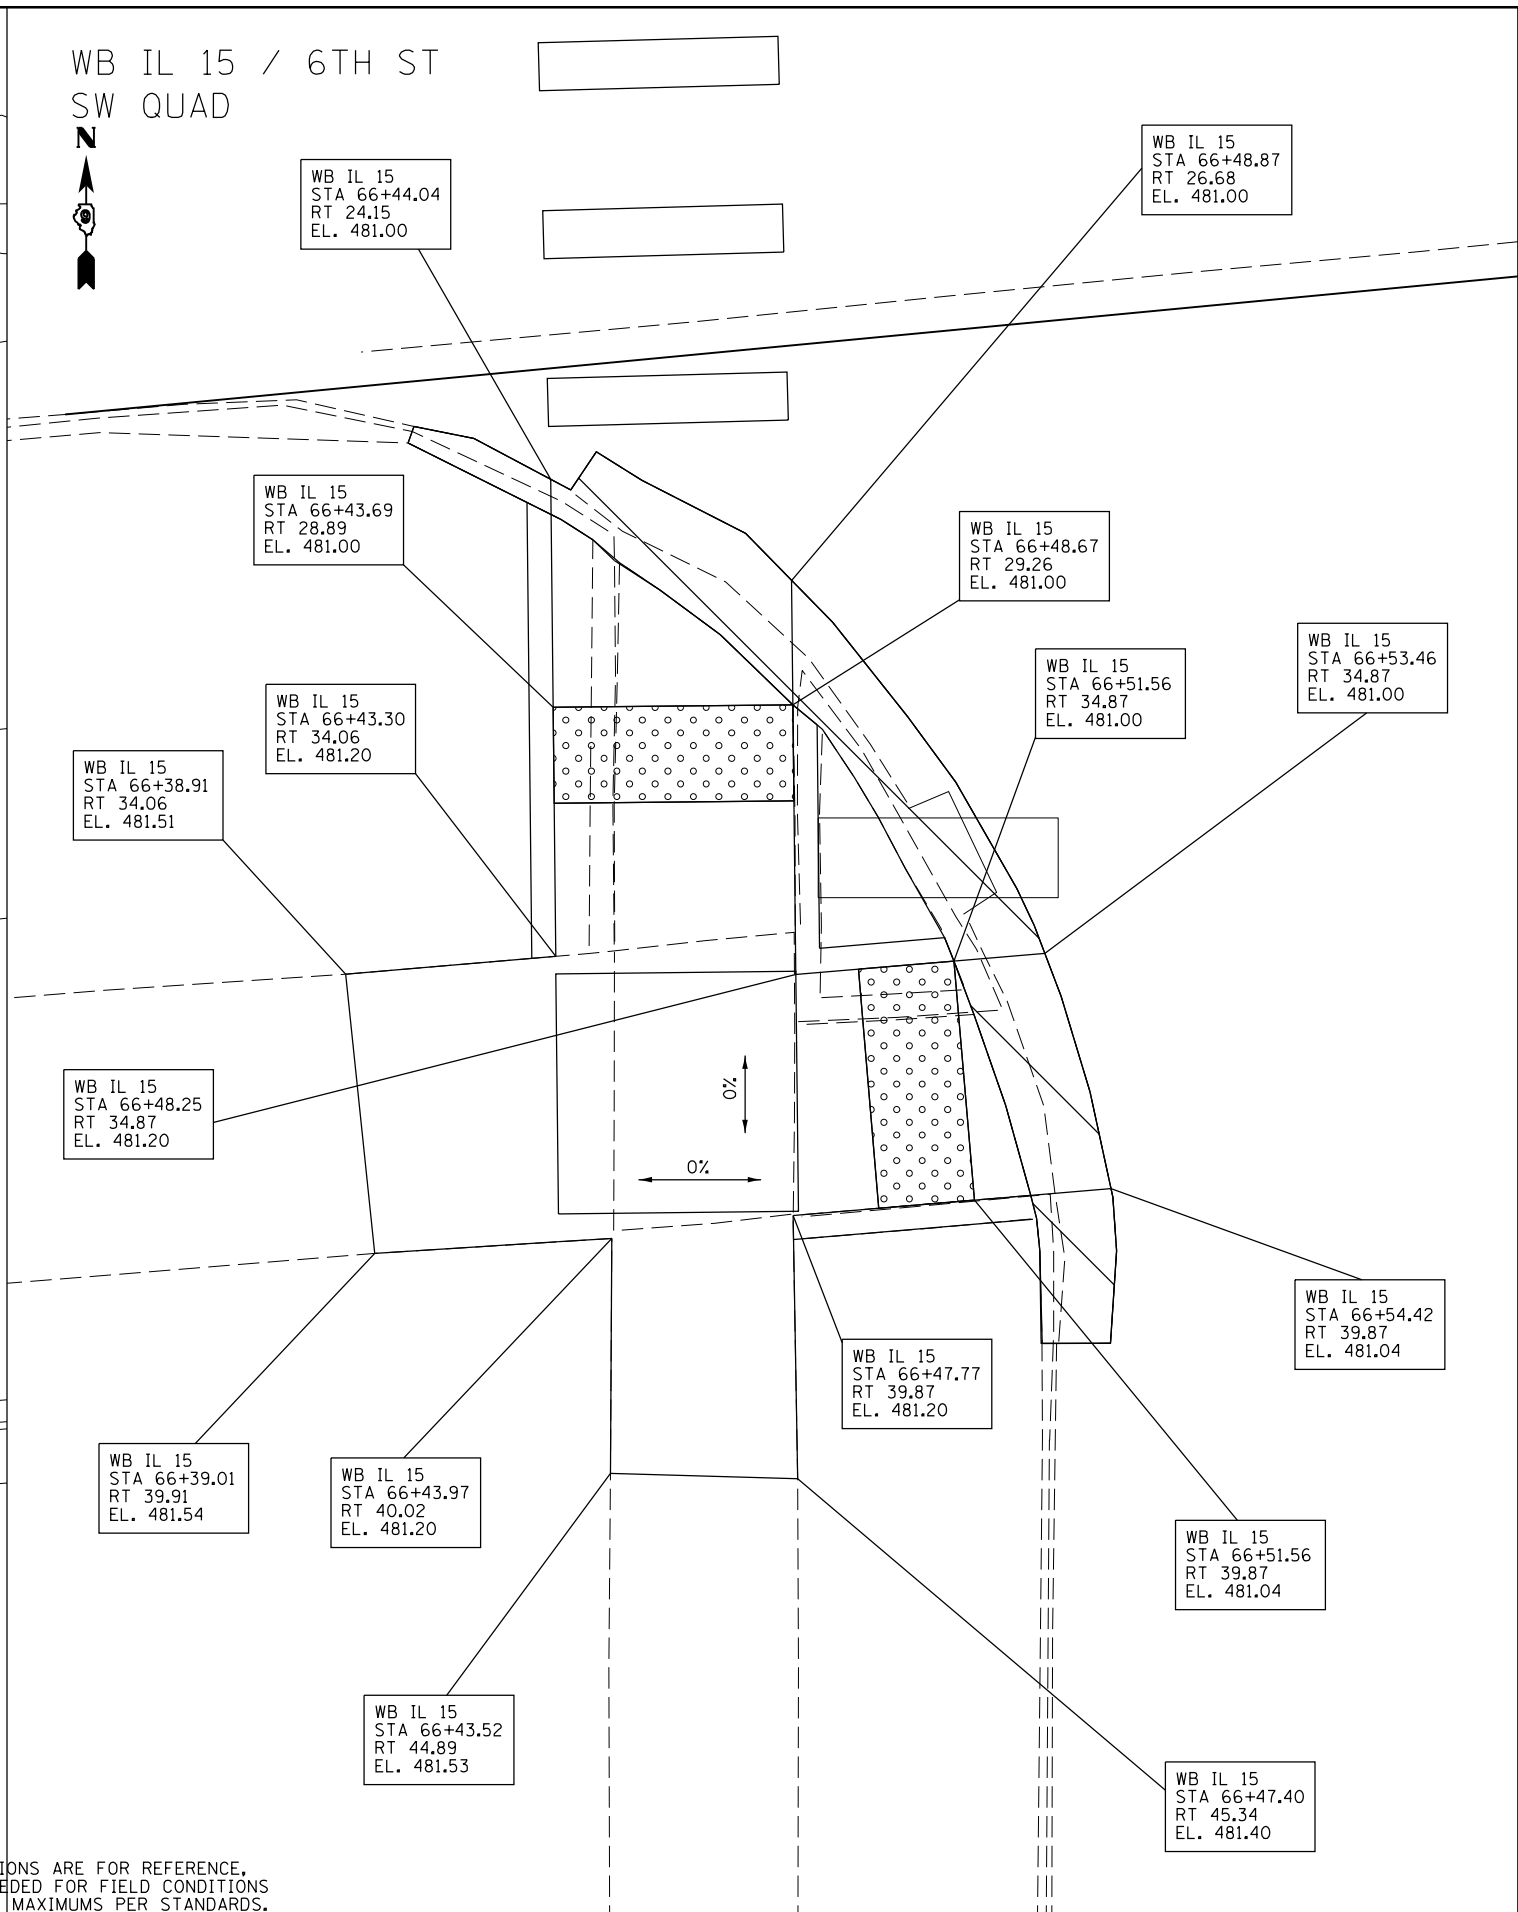 WB IL 15 / 6TH ST
SW QUAD
N
9
WB IL 15
STA 66+44.04
RT 24.15
EL. 481.00
WB IL 15
STA 66+48.87
RT 26.68
EL. 481.00
WB IL 15
STA 66+43.69
RT 28.89
EL. 481.00
WB IL 15
STA 66+48.67
RT 29.26
EL. 481.00
WB IL 15
STA 66+53.46
RT 34.87
EL. 481.00
WB IL 15
STA 66+51.56
RT 34.87
EL. 481.00
WB IL 15
STA 66+43.30
RT 34.06
EL. 481.20
WB IL 15
STA 66+38.91
RT 34.06
EL. 481.51
WB IL 15
STA 66+48.25
RT 34.87
EL. 481.20
0%
0%
WB IL 15
STA 66+54.42
RT 39.87
EL. 481.04
WB IL 15
STA 66+47.77
RT 39.87
EL. 481.20
WB IL 15
STA 66+39.01
RT 39.91
EL. 481.54
WB IL 15
STA 66+43.97
RT 40.02
EL. 481.20
WB IL 15
STA 66+51.56
RT 39.87
EL. 481.04
WB IL 15
STA 66+43.52
RT 44.89
EL. 481.53
WB IL 15
STA 66+47.40
RT 45.34
EL. 481.40
IONS ARE FOR REFERENCE,
EDED FOR FIELD CONDITIONS
MAXIMUMS PER STANDARDS.